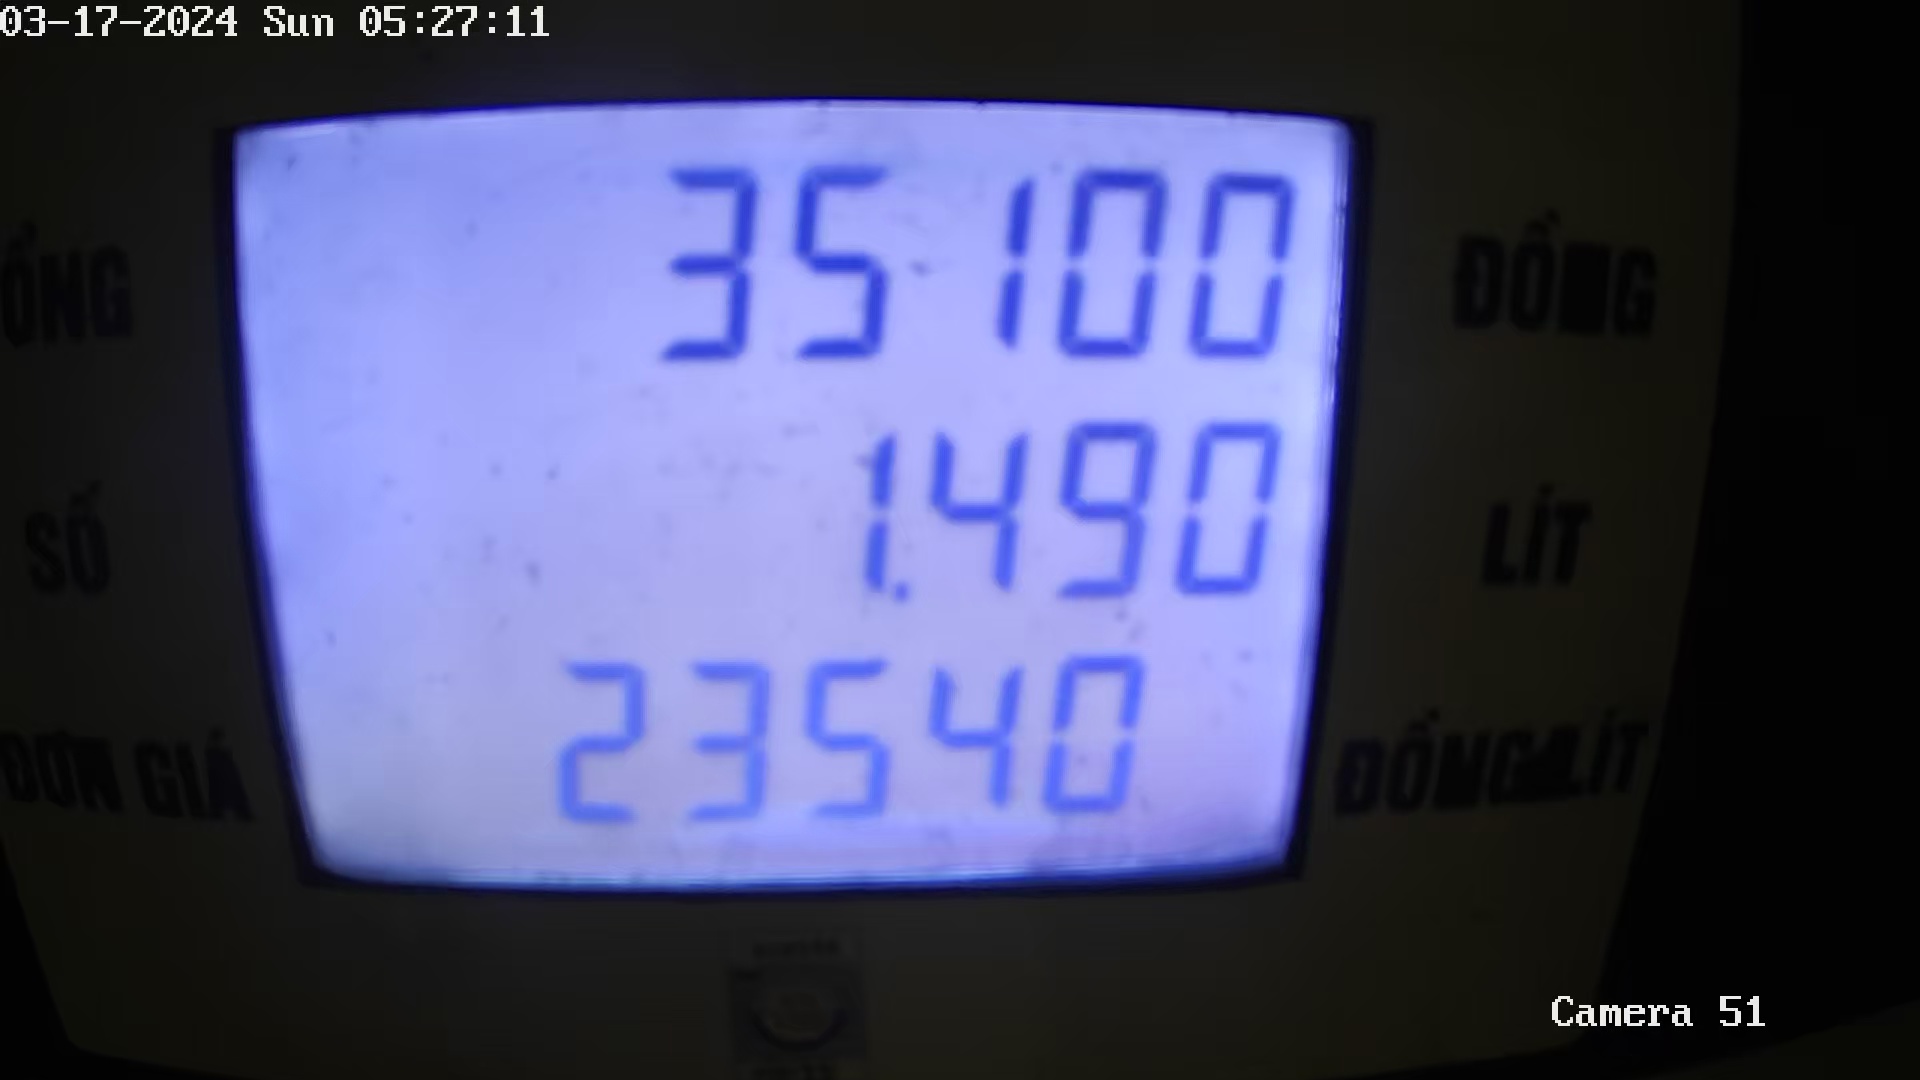 03-17-2024 Sun 05:27:11
35100
ĐỒNG
SỐ
1.490
LÍT
ĐƠN GIÁ
23540
ĐỒNG/LÍT
Camera 51